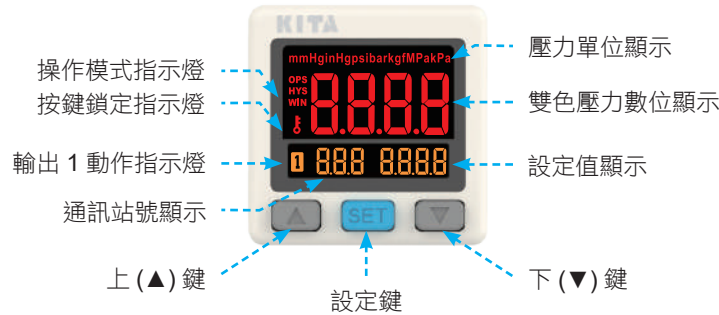 KITA
mmHginHgpsibarkgfMPakPa
OPS
HYS
WIN
8.8.8.8
1 8.8.8 8.8.8.8
SET
操作模式指示燈
按鍵鎖定指示燈
輸出 1 動作指示燈
通訊站號顯示
上 (▲) 鍵
設定鍵
壓力單位顯示
雙色壓力數位顯示
設定值顯示
下 (▼) 鍵